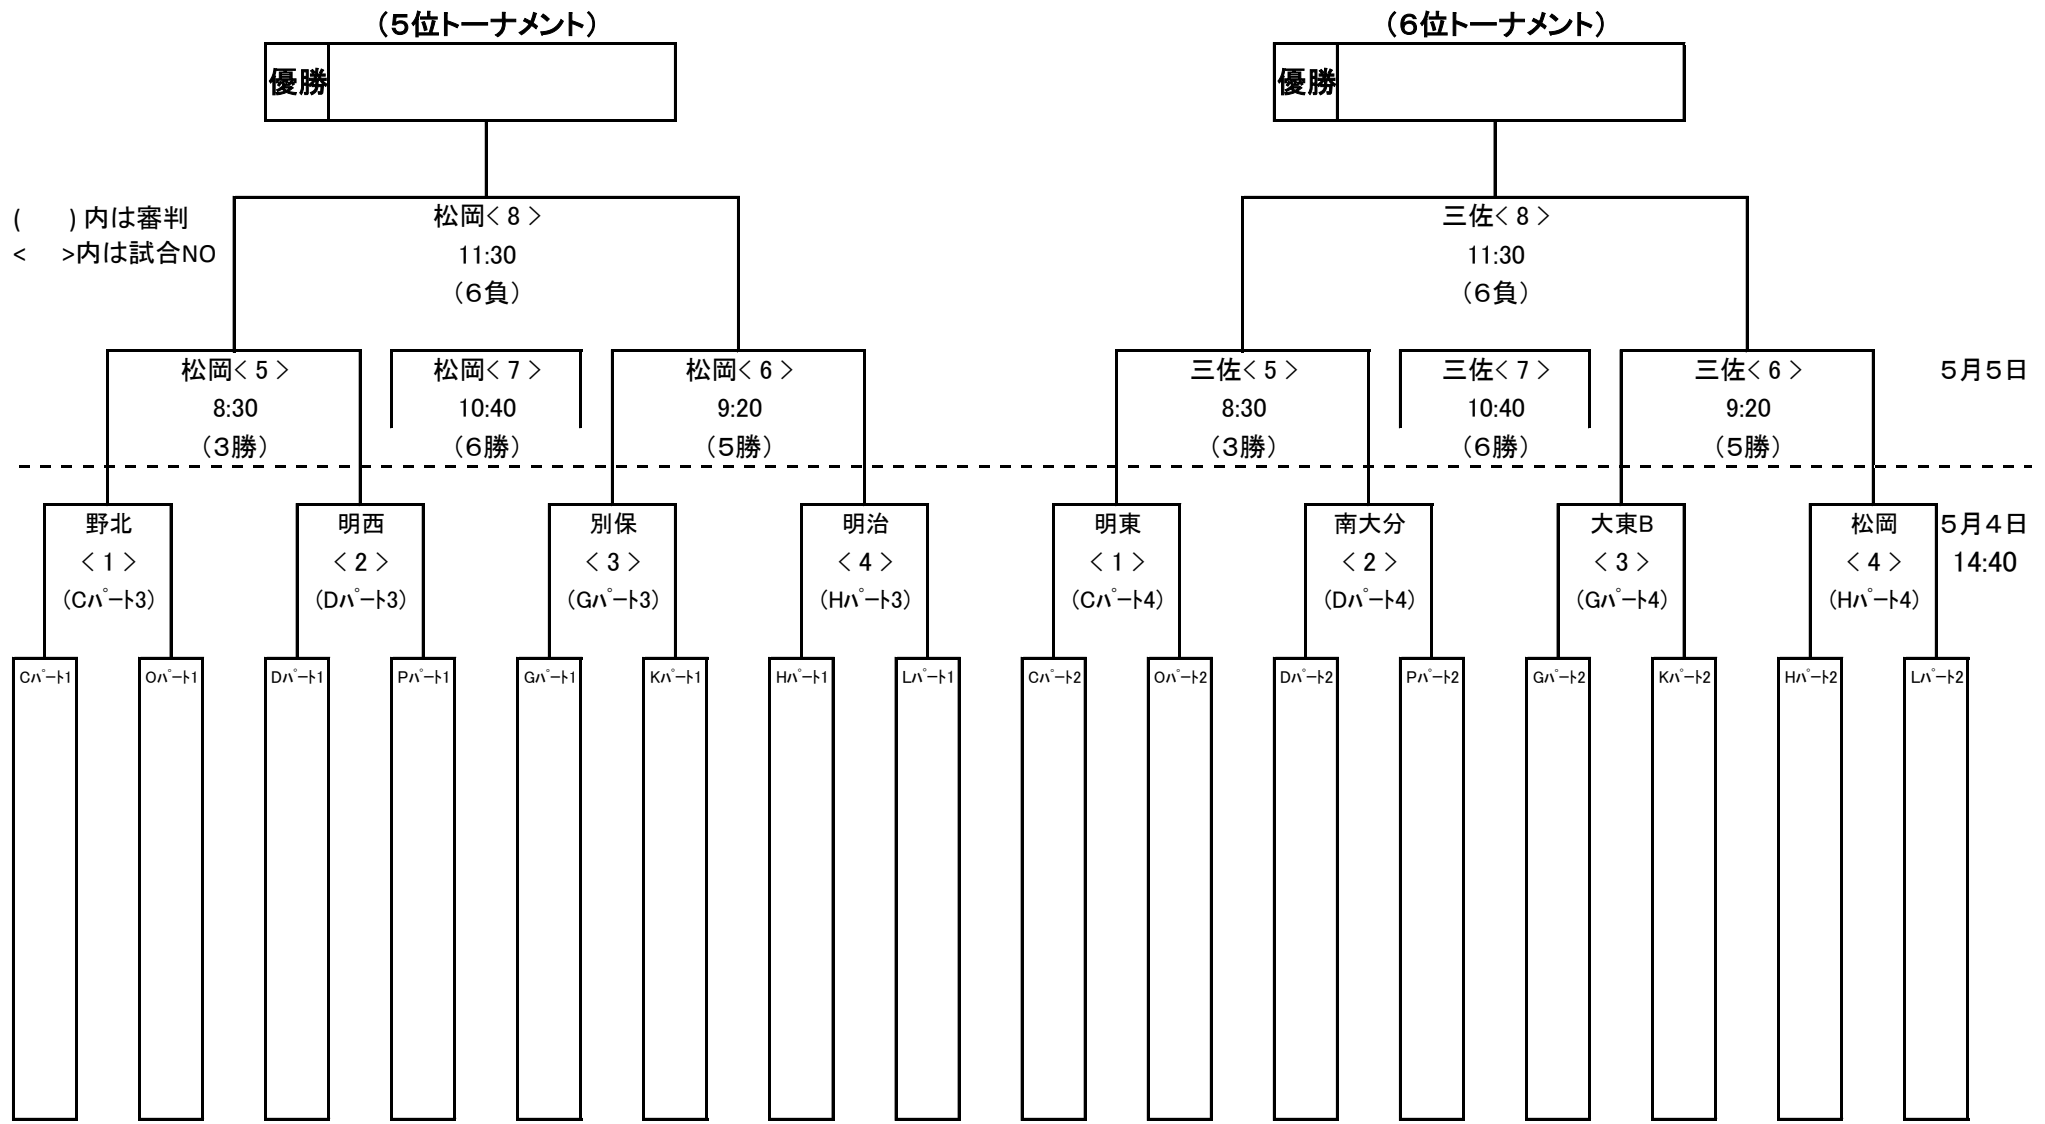 （５位トーナメント）　（６位トーナメント）
優勝　優勝
(　　) 内は審判　松岡＜ 8 ＞　三佐＜ 8 ＞
<　 >内は試合NO　11:30　11:30
（６負）　（６負）
松岡＜ 5 ＞　松岡＜ 7 ＞　松岡＜ 6 ＞　三佐＜ 5 ＞　三佐＜ 7 ＞　三佐＜ 6 ＞　５月５日
8:30　10:40　9:20　8:30　10:40　9:20
（３勝）　（６勝）　（５勝）　（３勝）　（６勝）　（５勝）
野北　明西　別保　明治　明東　南大分　大東B　松岡　５月４日
＜ 1 ＞　＜ 2 ＞　＜ 3 ＞　＜ 4 ＞　＜ 1 ＞　＜ 2 ＞　＜ 3 ＞　＜ 4 ＞　14:40
（Cﾊﾟｰﾄ3）　（Dﾊﾟｰﾄ3）　（Gﾊﾟｰﾄ3）　（Hﾊﾟｰﾄ3）　（Cﾊﾟｰﾄ4）　（Dﾊﾟｰﾄ4）　（Gﾊﾟｰﾄ4）　（Hﾊﾟｰﾄ4）
Cﾊﾟｰﾄ1　Oﾊﾟｰﾄ1　Dﾊﾟｰﾄ1　Pﾊﾟｰﾄ1　Gﾊﾟｰﾄ1　Kﾊﾟｰﾄ1　Hﾊﾟｰﾄ1　Lﾊﾟｰﾄ1　Cﾊﾟｰﾄ2　Oﾊﾟｰﾄ2　Dﾊﾟｰﾄ2　Pﾊﾟｰﾄ2　Gﾊﾟｰﾄ2　Kﾊﾟｰﾄ2　Hﾊﾟｰﾄ2　Lﾊﾟｰﾄ2